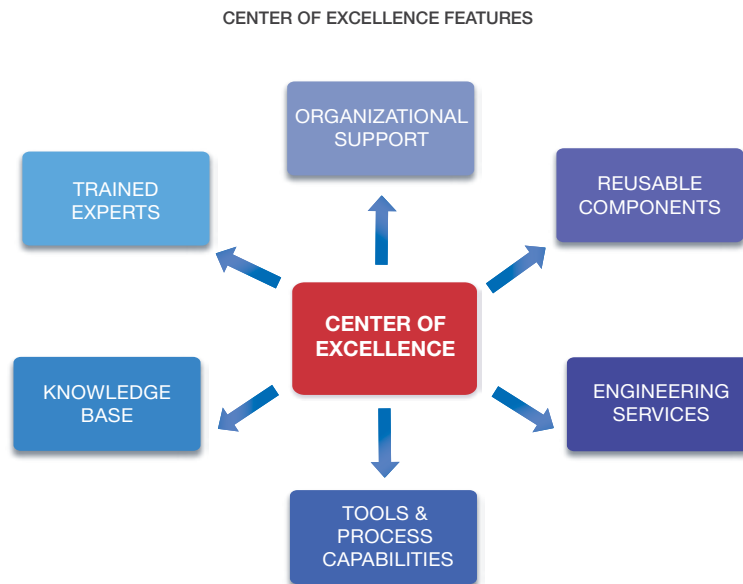 CENTER OF EXCELLENCE FEATURES
ORGANIZATIONAL
SUPPORT
TRAINED
EXPERTS
REUSABLE
COMPONENTS
CENTER OF
EXCELLENCE
KNOWLEDGE
BASE
ENGINEERING
SERVICES
TOOLS &
PROCESS
CAPABILITIES